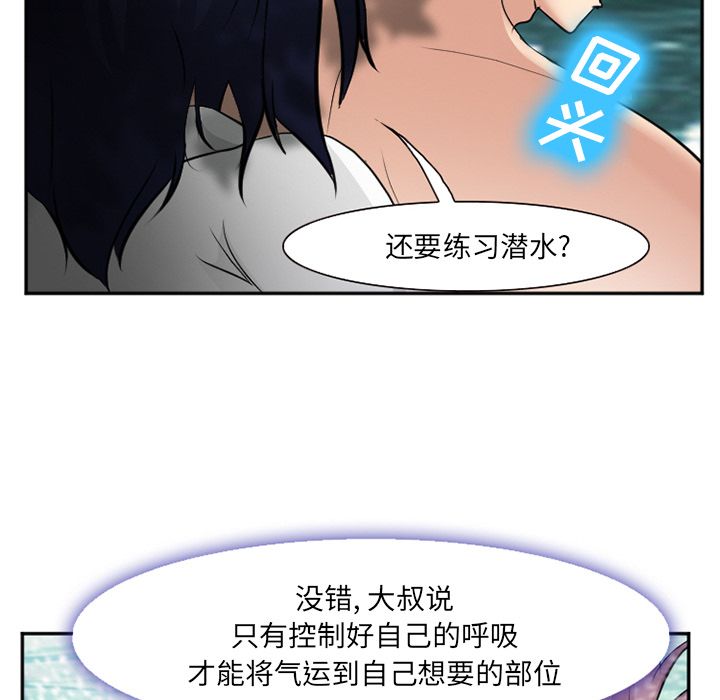 回头
还要练习潜水?
没错, 大叔说
只有控制好自己的呼吸
才能将气运到自己想要的部位